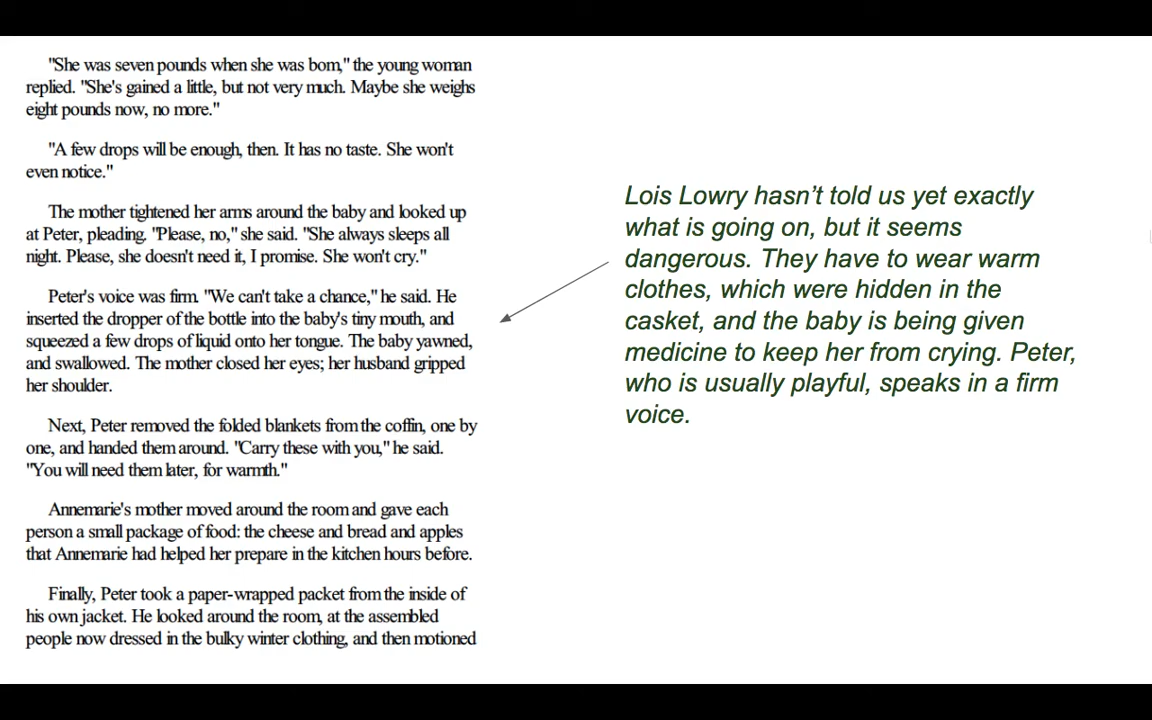 "She was seven pounds when she was bom," the young woman
replied. "She's gained a little, but not very much. Maybe she weighs
eight pounds now, no more."
"A few drops will be enough, then. It has no taste. She won't
even notice."
The mother tightened her arms around the baby and looked up
at Peter, pleading. "Please, no," she said. "She always sleeps all
night. Please, she doesn't need it, I promise. She won't cry."
Peter's voice was firm. "We can't take a chance," he said. He
inserted the dropper of the bottle into the baby's tiny mouth, and
squeezed a few drops of liquid onto her tongue. The baby yawned,
and swallowed. The mother closed her eyes; her husband gripped
her shoulder.
Next, Peter removed the folded blankets from the coffin, one by
one, and handed them around. "Carry these with you," he said.
"You will need them later, for warmth."
Annemarie's mother moved around the room and gave each
person a small package of food: the cheese and bread and apples
that Annemarie had helped her prepare in the kitchen hours before.
Finally, Peter took a paper-wrapped packet from the inside of
his own jacket. He looked around the room, at the assembled
people now dressed in the bulky winter clothing, and then motioned
Lois Lowry hasn’t told us yet exactly
what is going on, but it seems
dangerous. They have to wear warm
clothes, which were hidden in the
casket, and the baby is being given
medicine to keep her from crying. Peter,
who is usually playful, speaks in a firm
voice.